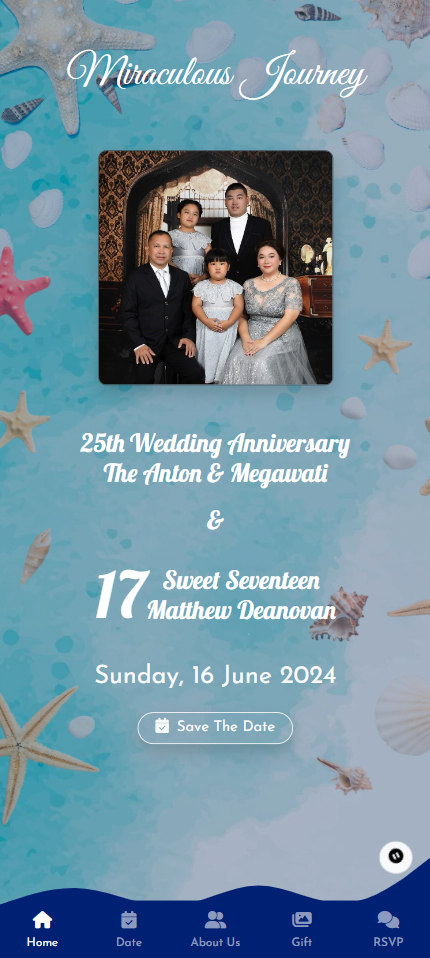 Miraculous Journey
25th Wedding Anniversary
The Anton & Megawati
&
17 Sweet Seventeen
Matthew Deanovan
Sunday, 16 June 2024
Save The Date
Home Date About Us Gift RSVP